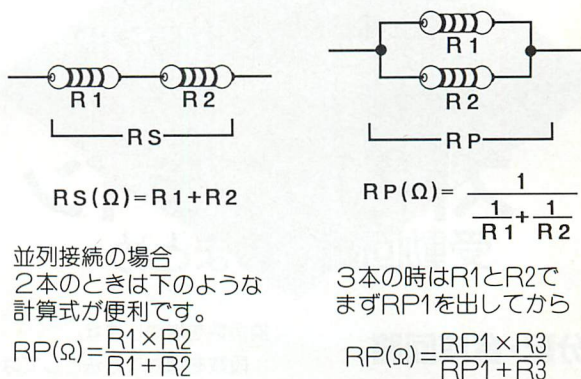 R1 R2
RS
RS(Ω)=R1+R2
並列接続の場合
2本のときは下のような
計算式が便利です。
RP(Ω)=R1×R2/R1+R2
R1
R2
RP
RP(Ω)=1/1/R1+1/R2
3本の時はR1とR2で
まずRP1を出してから
RP(Ω)=RP1×R3/RP1+R3